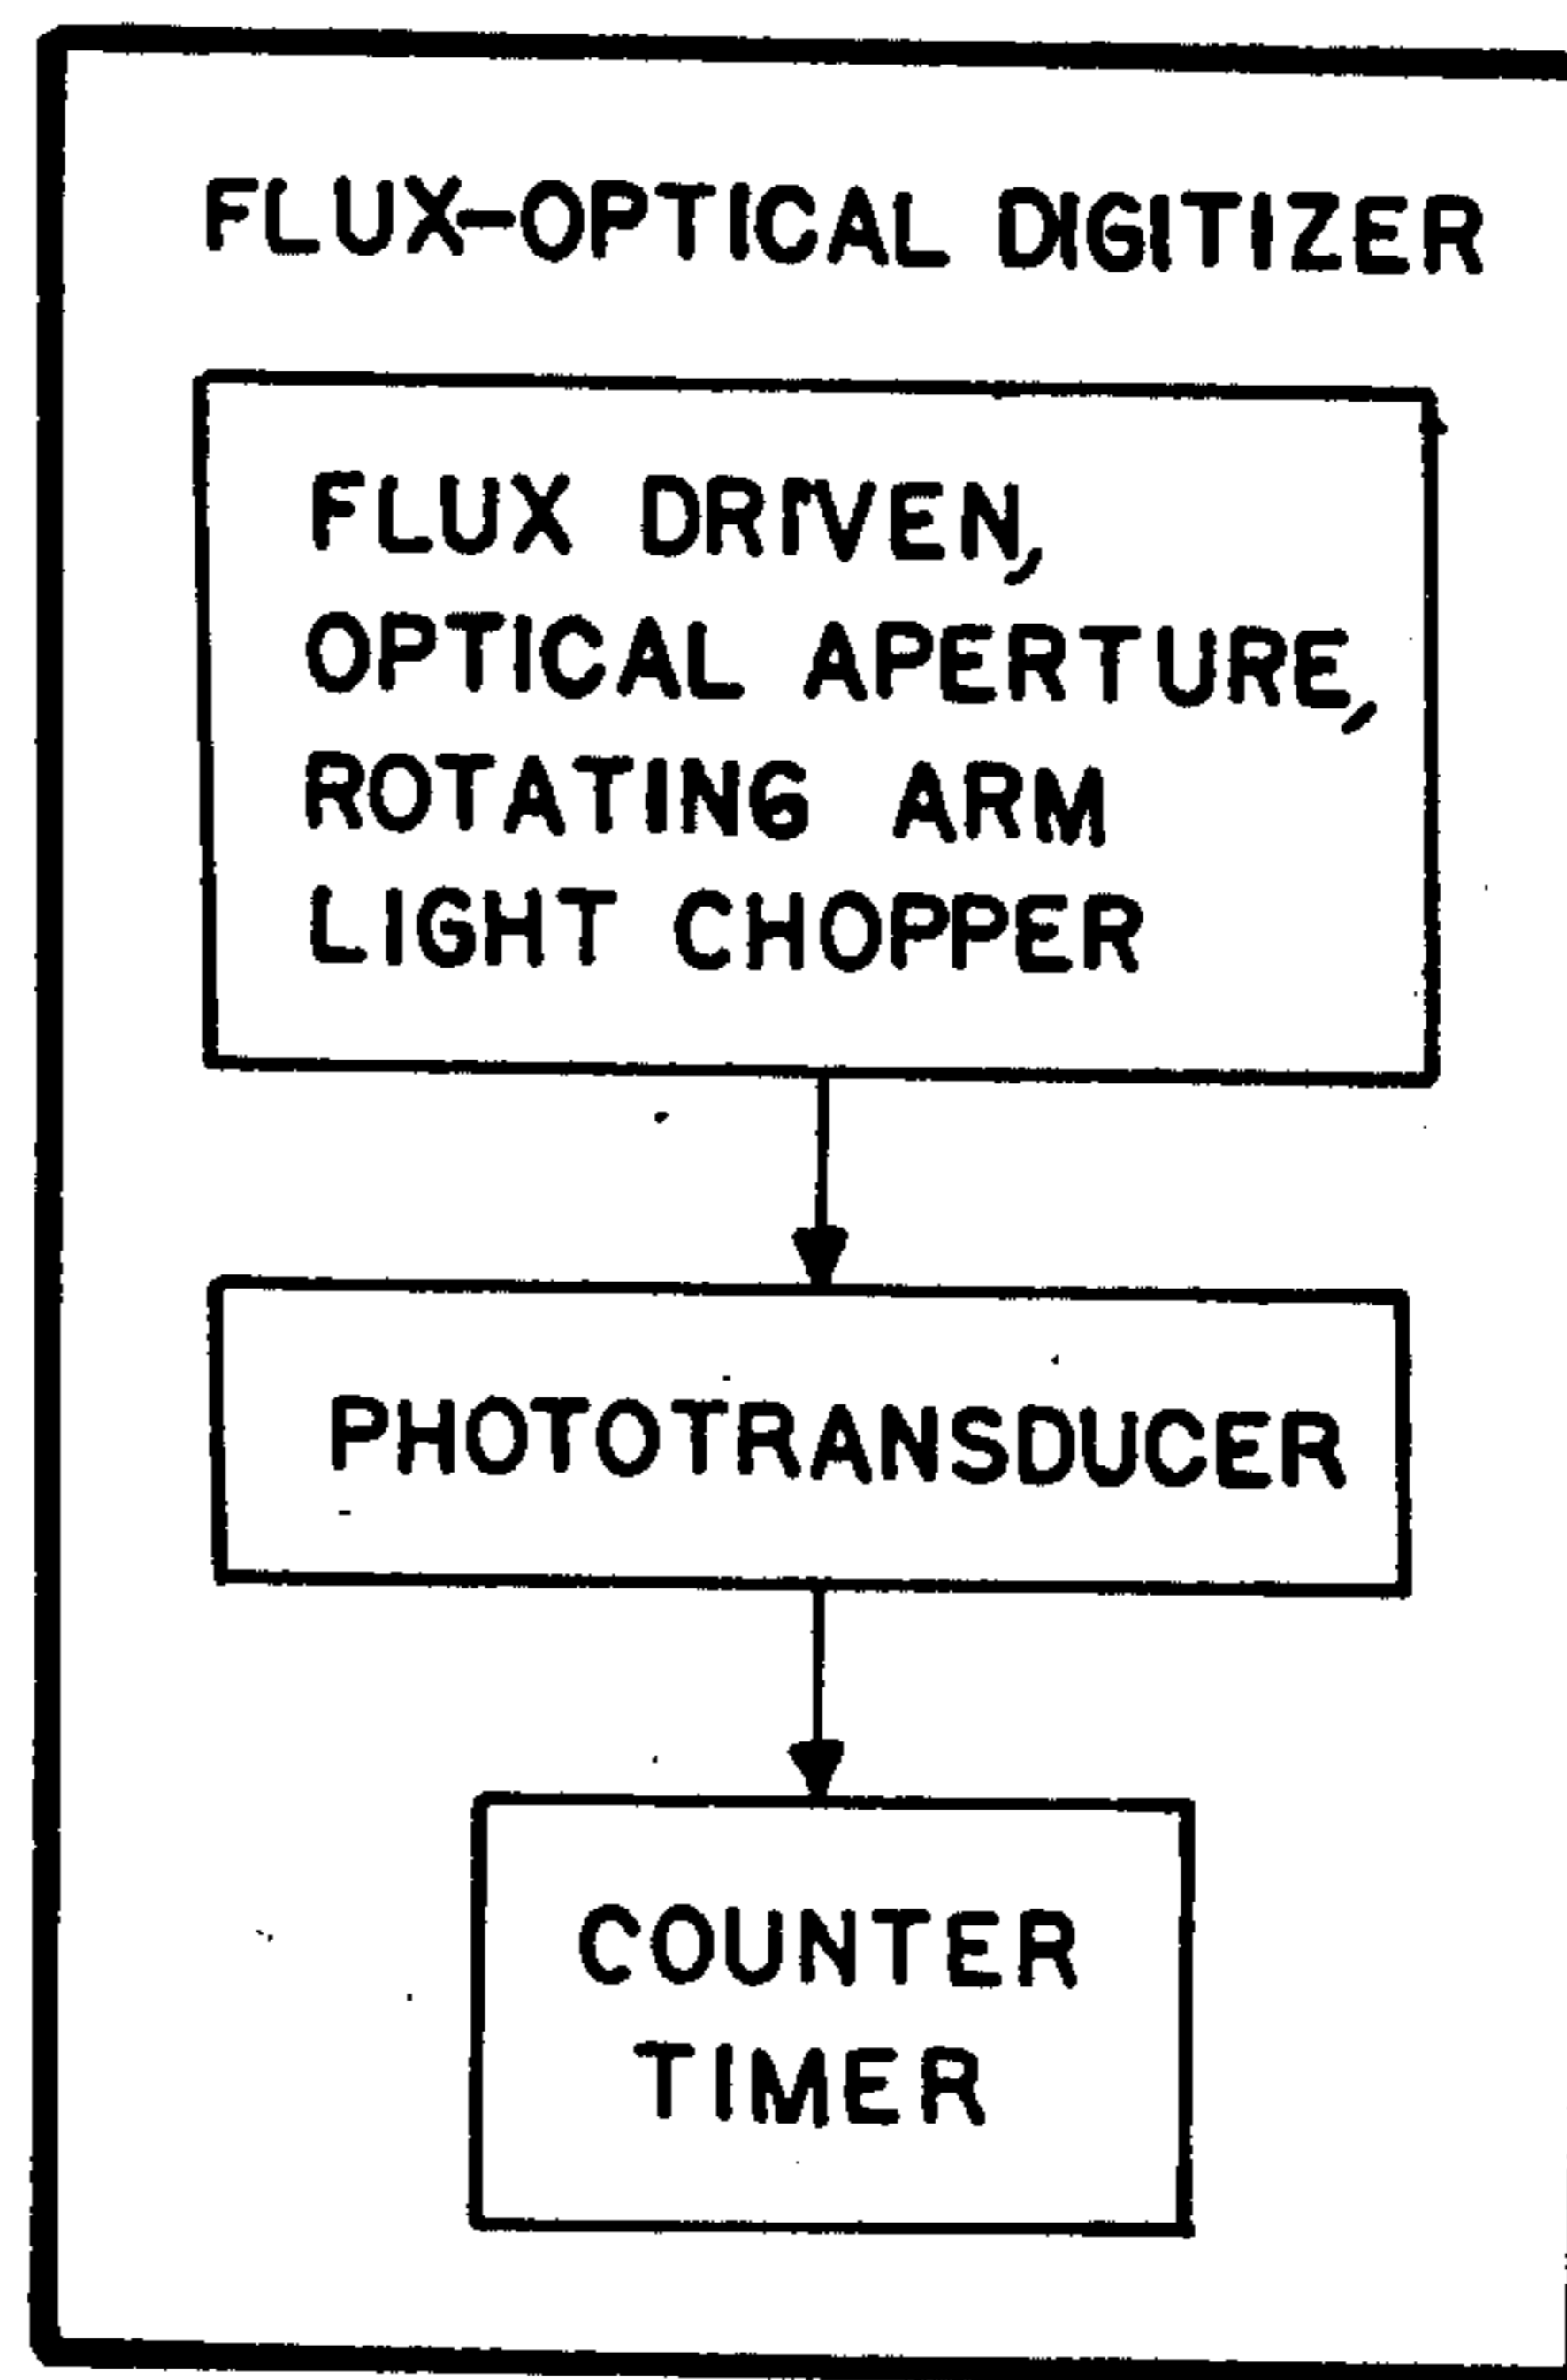 FLUX-OPTICAL DIGITIZER
FLUX DRIVEN,
OPTICAL APERTURE,
ROTATING ARM
LIGHT CHOPPER
PHOTOTRANSDUCER
COUNTER
TIMER